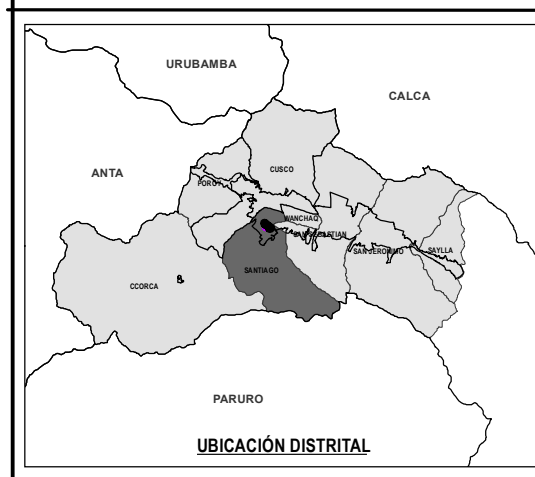 URUBAMBA
CALCA
ANTA
CUSCO
POROY
WANCHAQ
SAN SEBASTIAN
SAN JERONIMO
SAYLLA
SANTIAGO
CCORCA
PARURO
UBICACIÓN DISTRITAL